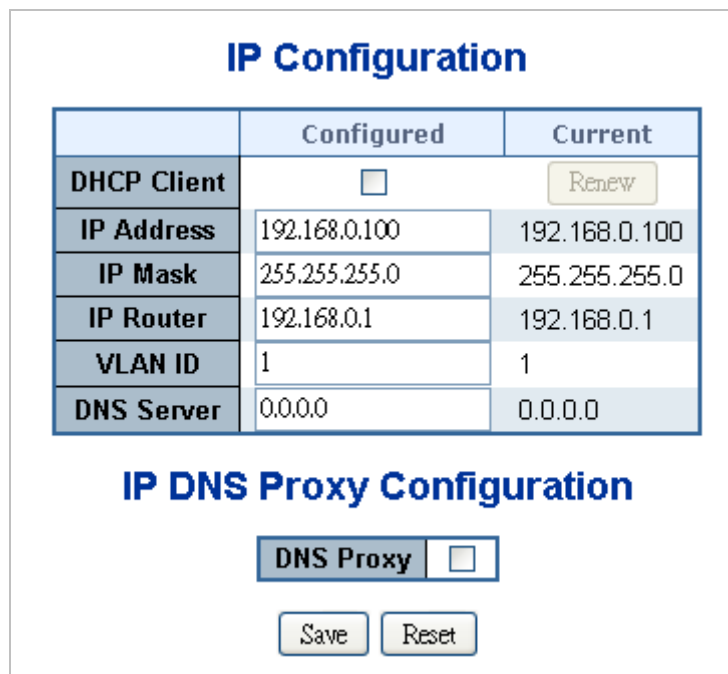 IP Configuration
Configured Current
DHCP Client Renew
IP Address 192.168.0.100 192.168.0.100
IP Mask 255.255.255.0 255.255.255.0
IP Router 192.168.0.1 192.168.0.1
VLAN ID 1 1
DNS Server 0.0.0.0 0.0.0.0
IP DNS Proxy Configuration
DNS Proxy
Save Reset